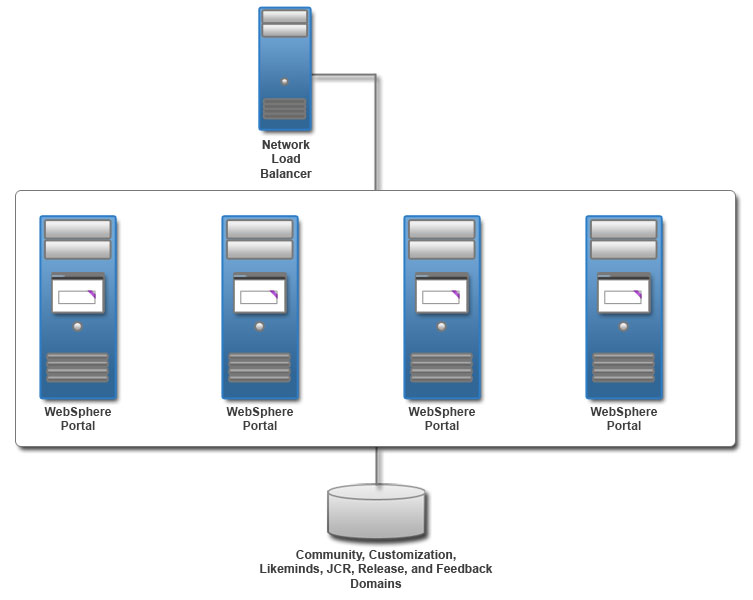 Network
Load
Balancer
WebSphere
Portal
WebSphere
Portal
WebSphere
Portal
WebSphere
Portal
Community, Customization,
Likeminds, JCR, Release, and Feedback
Domains